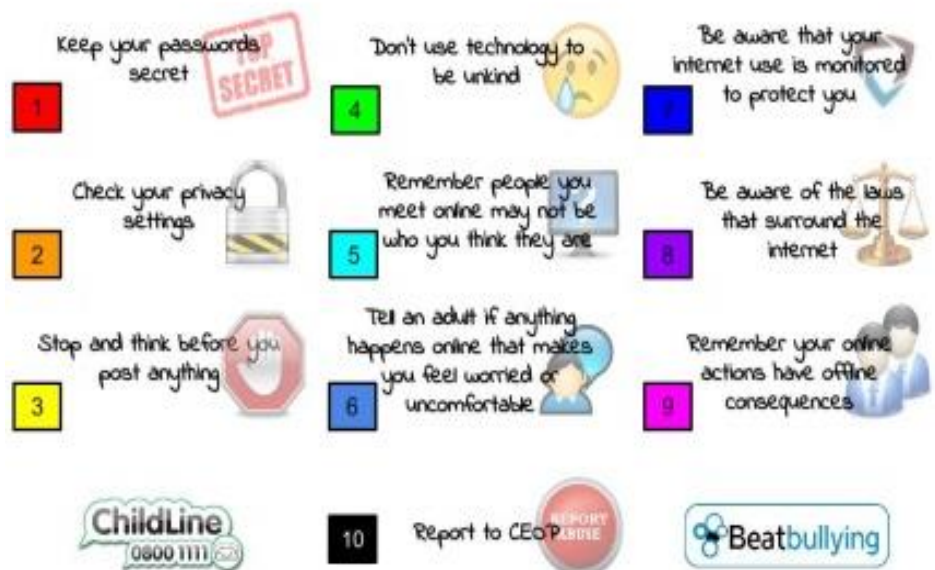 Keep your passwords
secret
TOP
SECRET
1
Check your privacy
settings
2
Stop and think before you
post anything
3
Don't use technology to
be unkind
4
Remember people you
meet online may not be
who you think they are
5
Tell an adult if anything
happens online that makes
you feel worried or
uncomfortable
6
Be aware that your
internet use is monitored
to protect you
7
Be aware of the laws
that surround the
internet
8
Remember your online
actions have offline
consequences
9
ChildLine
0800 1111
10
Report to CEOP
REPORT
ABUSE
Beatbullying